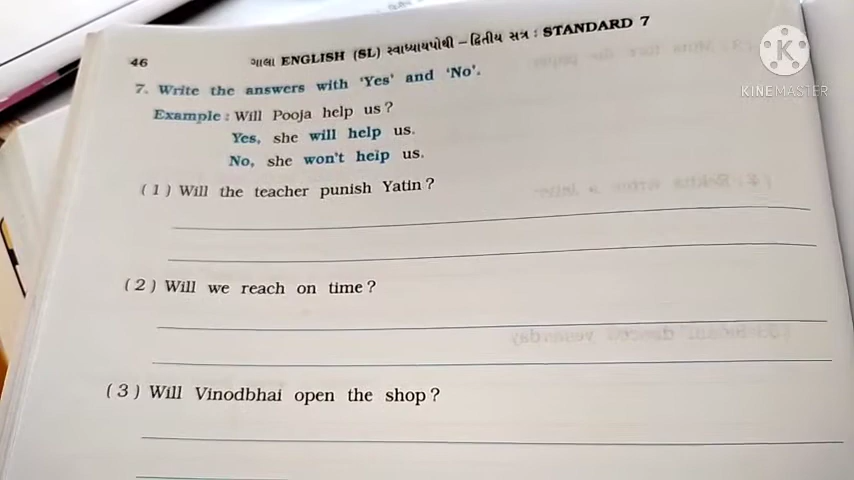 46
ગાલા ENGLISH (SL) સ્વાધ્યાયપોથી – દ્વિતીય સત્ર : STANDARD 7
7. Write the answers with 'Yes' and 'No'.
Example : Will Pooja help us?
Yes, she will help us.
No, she won't help us.
(1) Will the teacher punish Yatin?
(2) Will we reach on time?
(3) Will Vinodbhai open the shop?
KINEMASTER